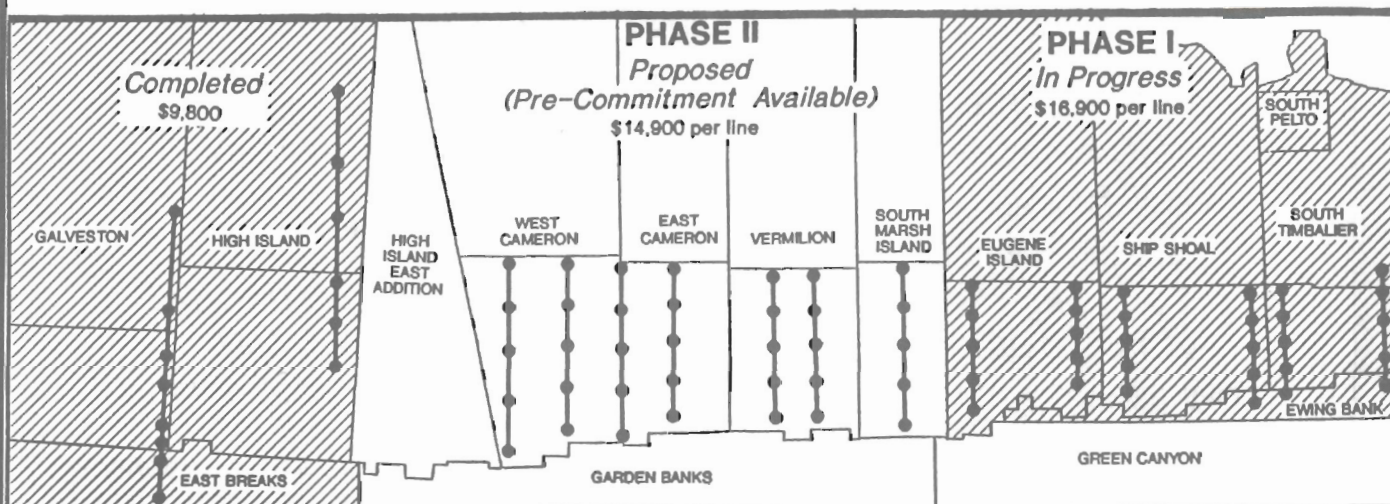 Completed
$9,800
PHASE II
Proposed
(Pre-Commitment Available)
$14,900 per line
PHASE I
In Progress
$16,900 per line
SOUTH
PELTO
GALVESTON
HIGH ISLAND
HIGH
ISLAND
EAST
ADDITION
WEST
CAMERON
EAST
CAMERON
VERMILION
SOUTH
MARSH
ISLAND
EUGENE
ISLAND
SHIP SHOAL
SOUTH
TIMBALIER
EAST BREAKS
GARDEN BANKS
GREEN CANYON
EWING BANK